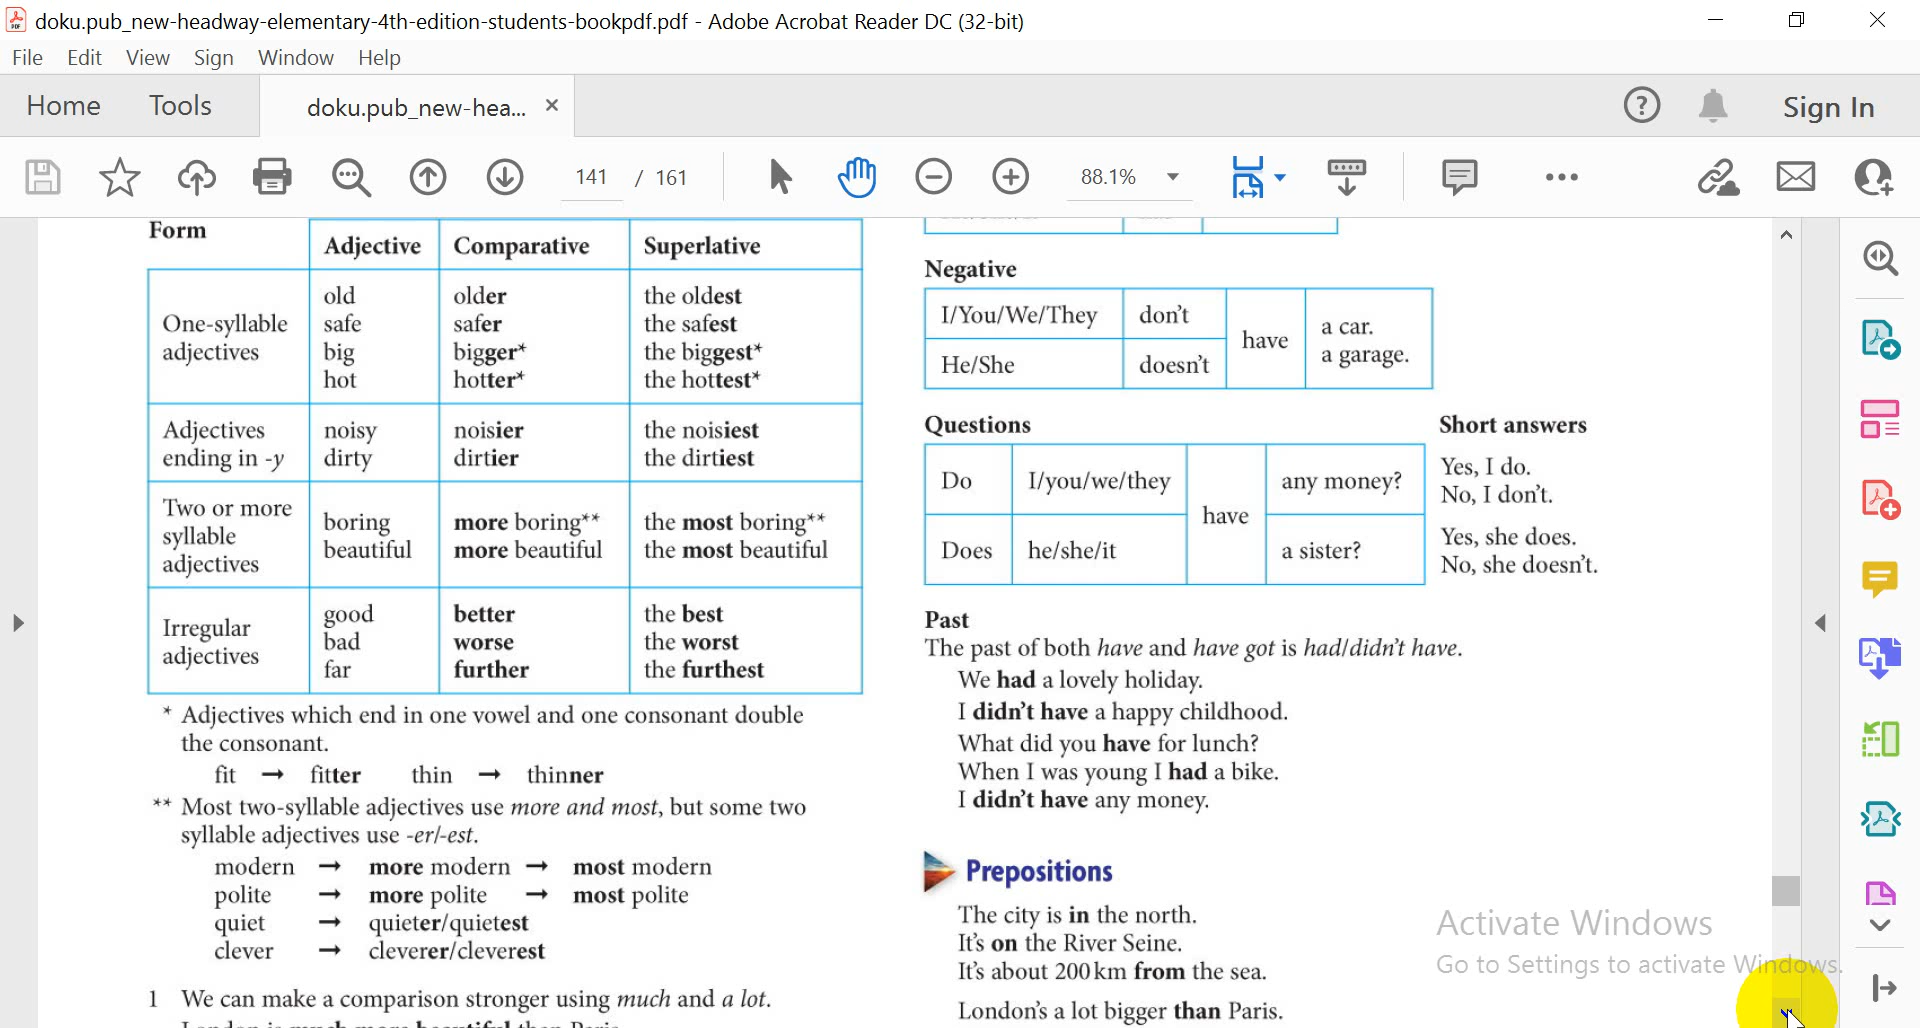 doku.pub_new-headway-elementary-4th-edition-students-bookpdf.pdf - Adobe Acrobat Reader DC (32-bit)
File Edit View Sign Window Help
Home Tools doku.pub_new-hea... × Sign In
141 / 161 88.1%
Form
Adjective Comparative Superlative
One-syllable adjectives
old older the oldest
safe safer the safest
big bigger* the biggest*
hot hotter* the hottest*
Adjectives ending in -y
noisy noisier the noisiest
dirty dirtier the dirtiest
Two or more syllable adjectives
boring more boring** the most boring**
beautiful more beautiful the most beautiful
Irregular adjectives
good better the best
bad worse the worst
far further the furthest
* Adjectives which end in one vowel and one consonant double
the consonant.
fit → fitter thin → thinner
** Most two-syllable adjectives use more and most, but some two
syllable adjectives use -er/-est.
modern → more modern → most modern
polite → more polite → most polite
quiet → quieter/quietest
clever → cleverer/cleverest
1 We can make a comparison stronger using much and a lot.
Negative
I/You/We/They don't have a car.
He/She doesn't a garage.
Questions Short answers
Do I/you/we/they have any money? Yes, I do.
No, I don't.
Does he/she/it a sister? Yes, she does.
No, she doesn't.
Past
The past of both have and have got is had/didn't have.
We had a lovely holiday.
I didn't have a happy childhood.
What did you have for lunch?
When I was young I had a bike.
I didn't have any money.
Prepositions
The city is in the north.
It's on the River Seine.
It's about 200 km from the sea.
London's a lot bigger than Paris.
Activate Windows
Go to Settings to activate Windows.